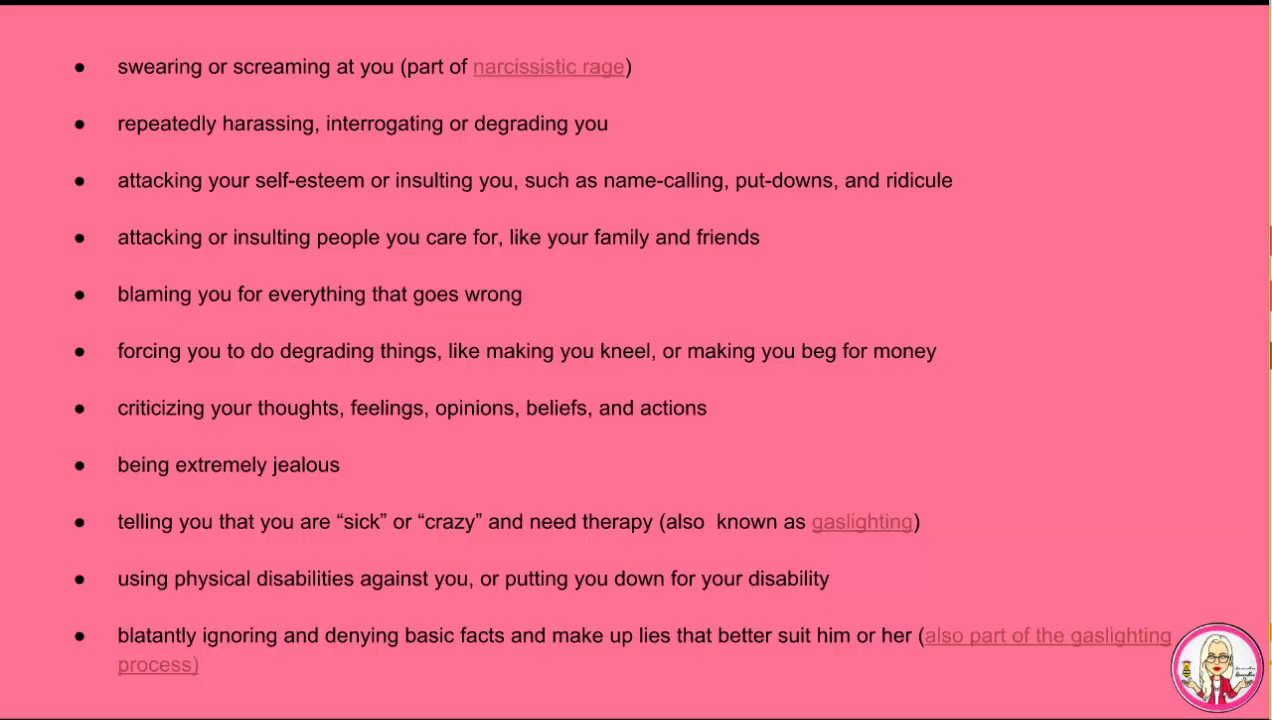 ● swearing or screaming at you (part of narcissistic rage)
● repeatedly harassing, interrogating or degrading you
● attacking your self-esteem or insulting you, such as name-calling, put-downs, and ridicule
● attacking or insulting people you care for, like your family and friends
● blaming you for everything that goes wrong
● forcing you to do degrading things, like making you kneel, or making you beg for money
● criticizing your thoughts, feelings, opinions, beliefs, and actions
● being extremely jealous
● telling you that you are “sick” or “crazy” and need therapy (also  known as gaslighting)
● using physical disabilities against you, or putting you down for your disability
● blatantly ignoring and denying basic facts and make up lies that better suit him or her (also part of the gaslighting
process)